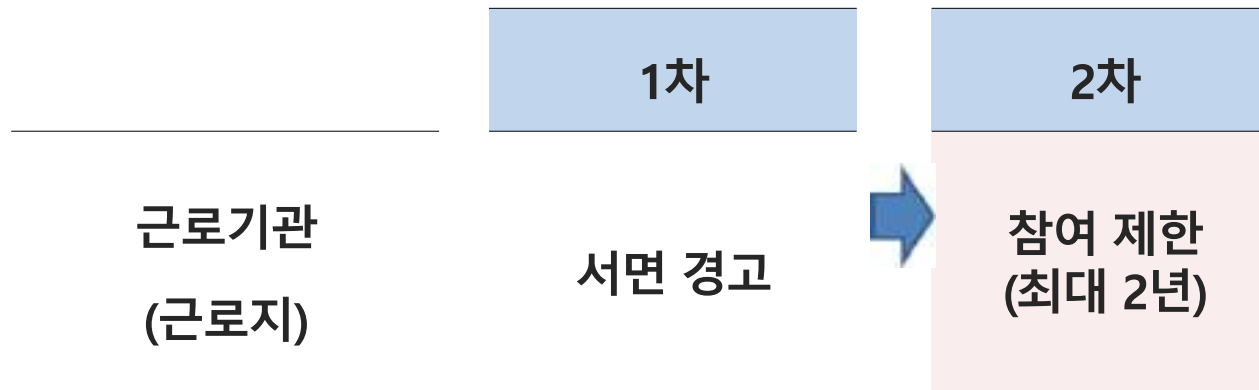 1차
2차
근로기관
(근로지)
서면 경고
참여 제한
(최대 2년)